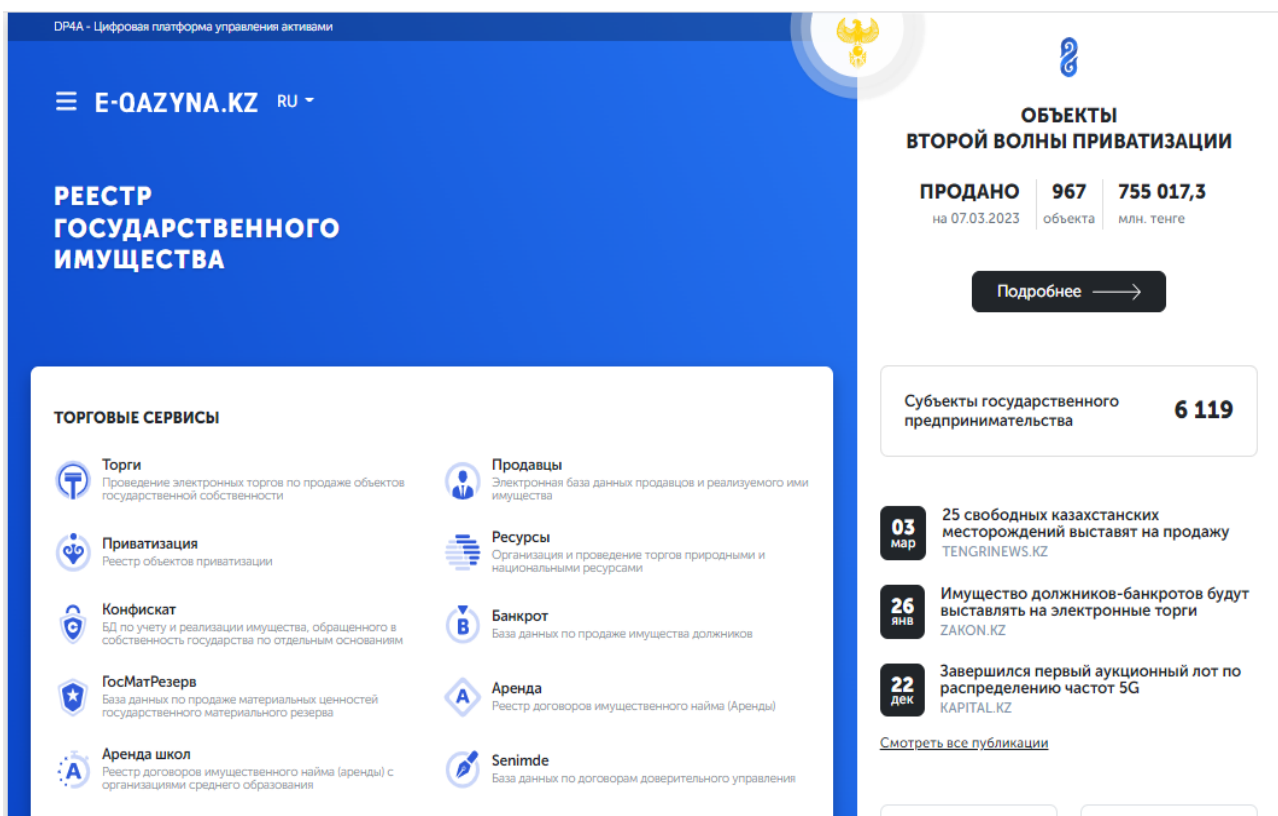 DP4A - Цифровая платформа управления активами
E-QAZYNA.KZ RU
РЕЕСТР
ГОСУДАРСТВЕННОГО
ИМУЩЕСТВА
ТОРГОВЫЕ СЕРВИСЫ
Торги
Проведение электронных торгов по продаже объектов
государственной собственности
Продавцы
Электронная база данных продавцов и реализуемого ими
имущества
Приватизация
Реестр объектов приватизации
Ресурсы
Организация и проведение торгов природными и
национальными ресурсами
Конфискат
БД по учету и реализации имущества, обращенного в
собственность государства по отдельным основаниям
Банкрот
База данных по продаже имущества должников
ГосМатРезерв
База данных по продаже материальных ценностей
государственного материального резерва
Аренда
Реестр договоров имущественного найма (Аренды)
Аренда школ
Реестр договоров имущественного найма (аренды) с
организациями среднего образования
Senimde
База данных по договорам доверительного управления
ОБЪЕКТЫ
ВТОРОЙ ВОЛНЫ ПРИВАТИЗАЦИИ
ПРОДАНО 967 755 017,3
на 07.03.2023 объекта млн. тенге
Подробнее
Субъекты государственного
предпринимательства
6 119
03
мар
25 свободных казахстанских
месторождений выставят на продажу
TENGRINEWS.KZ
26
янв
Имущество должников-банкротов будут
выставлять на электронные торги
ZAKON.KZ
22
дек
Завершился первый аукционный лот по
распределению частот 5G
KAPITAL.KZ
Смотреть все публикации